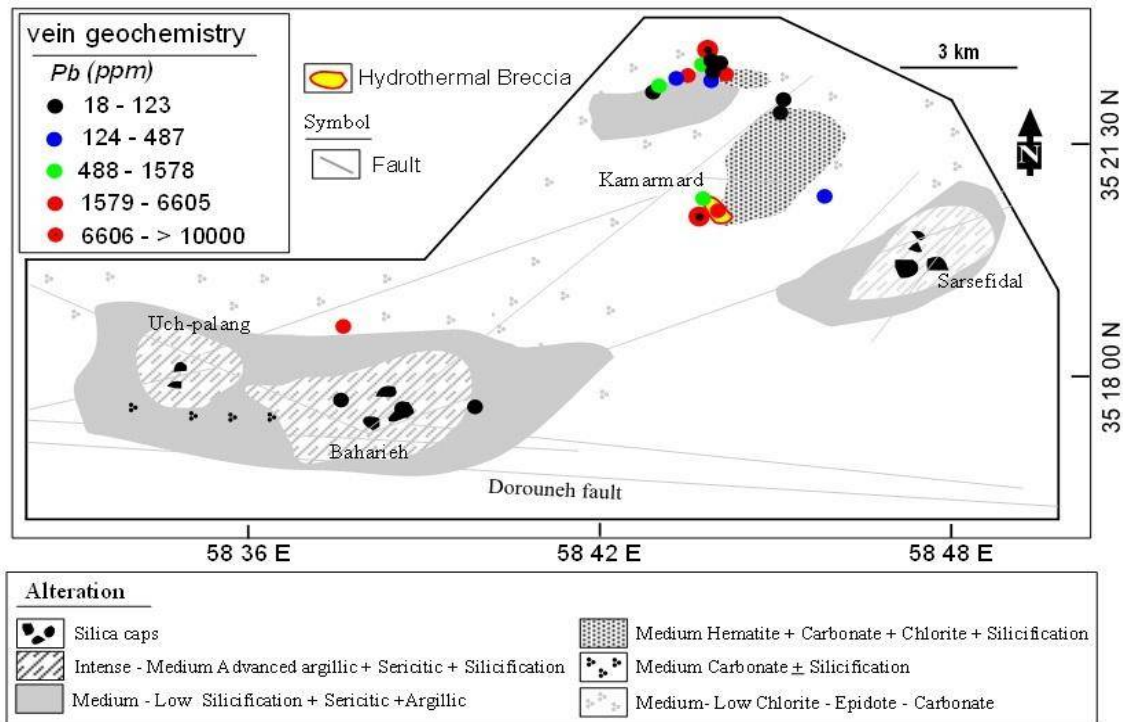 vein geochemistry
Pb (ppm)
18 - 123
124 - 487
488 - 1578
1579 - 6605
6606 - > 10000
Hydrothermal Breccia
Symbol
Fault
3 km
N
Kamarmard
Sarsefidal
Uch-palang
Baharieh
Dorouneh fault
35 21 30 N
35 18 00 N
58 36 E
58 42 E
58 48 E
Alteration
Silica caps
Intense - Medium Advanced argillic + Sericitic + Silicification
Medium - Low Silicification + Sericitic +Argillic
Medium Hematite + Carbonate + Chlorite + Silicification
Medium Carbonate ± Silicification
Medium- Low Chlorite - Epidote - Carbonate